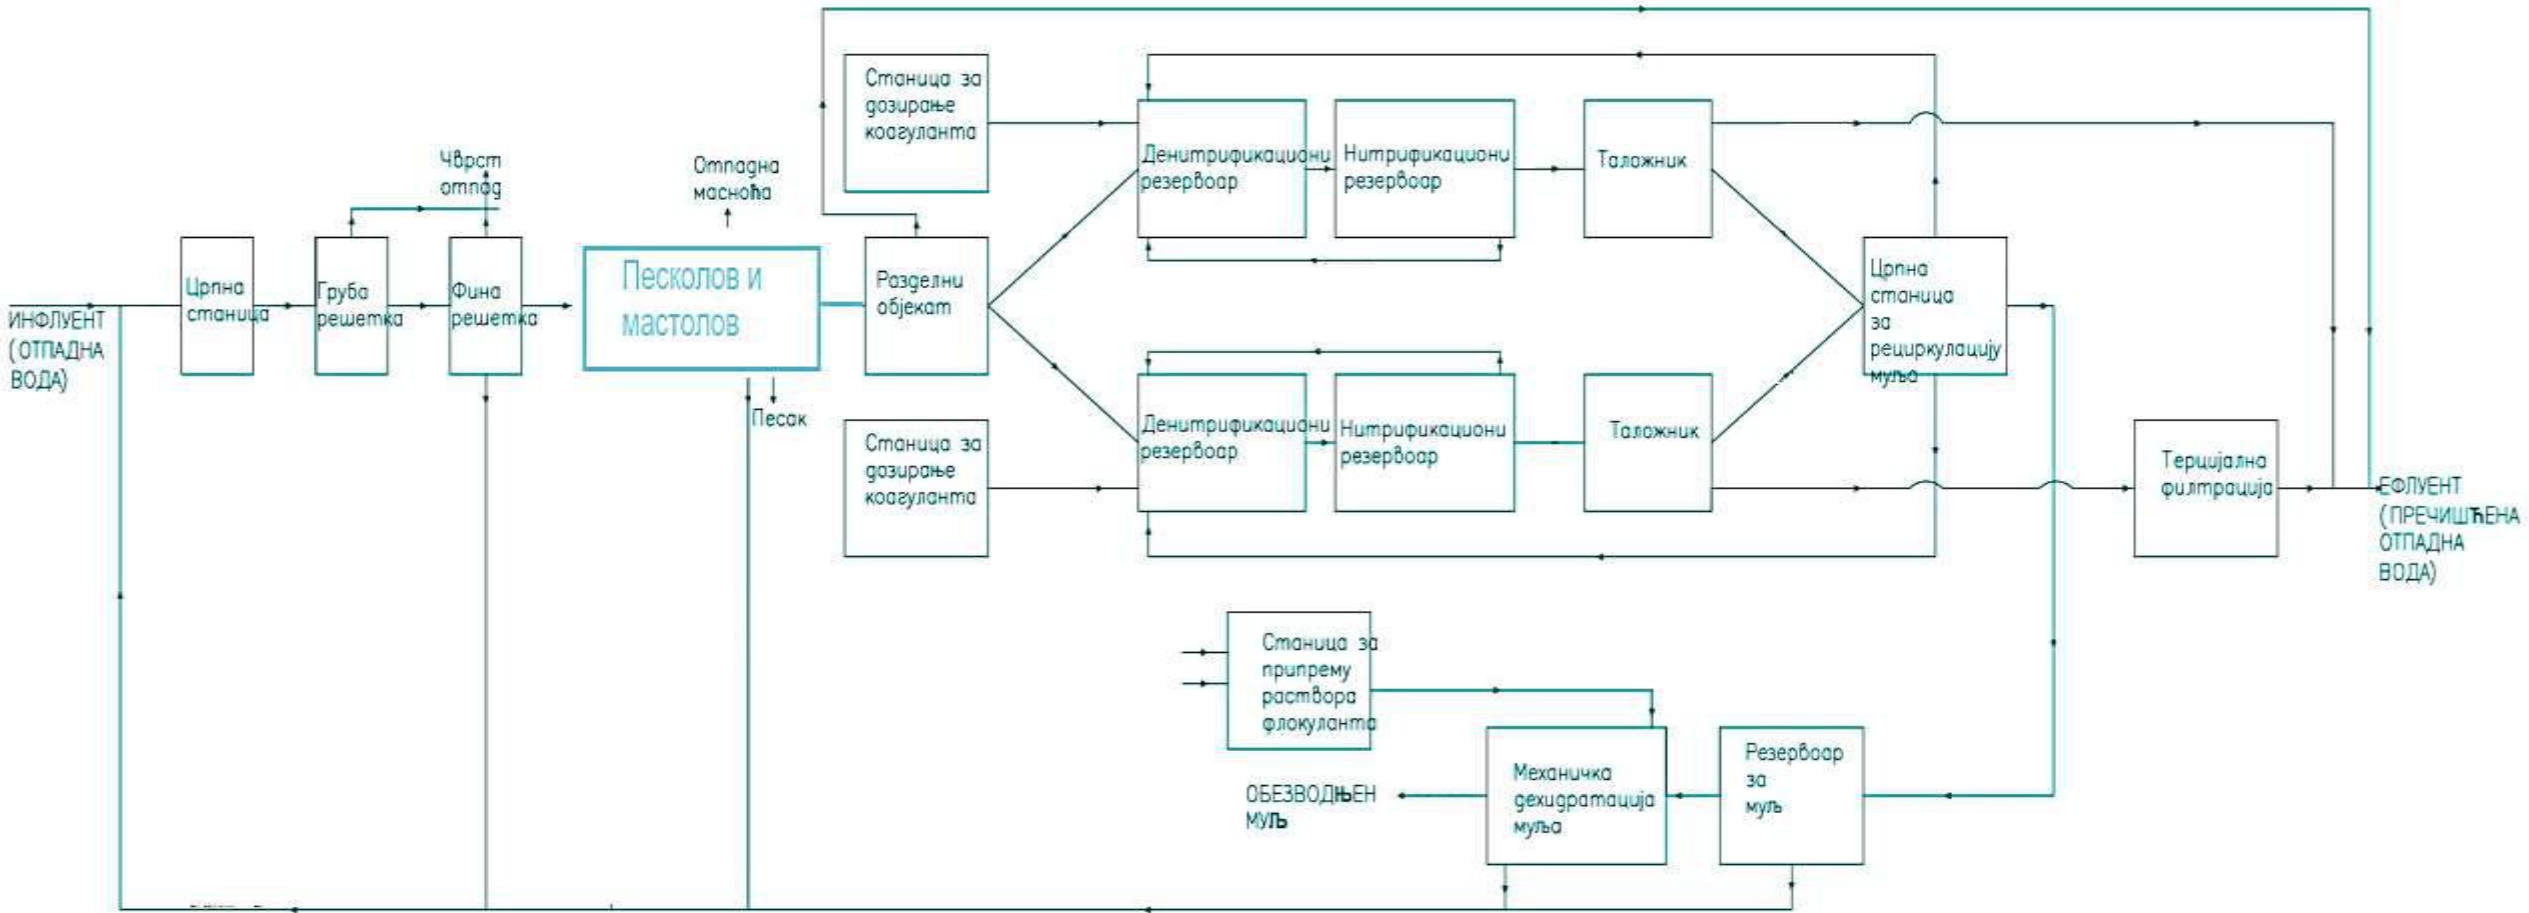 ИНФЛУЕНТ
(ОТПАДНА
ВОДА)
Црпна
станица
Груба
решетка
Чврст
отпад
Фина
решетка
Отпадна
масноћа
Песколов и
мастолов
Песак
Разделни
објекат
Станица за
дозирање
коагуланта
Станица за
дозирање
коагуланта
Денитрификациони
резервоар
Нитрификациони
резервоар
Таложник
Денитрификациони
резервоар
Нитрификациони
резервоар
Таложник
Црпна
станица
за
рециркулацију
муља
Терцијална
филтрација
ЕФЛУЕНТ
(ПРЕЧИШЋЕНА
ОТПАДНА
ВОДА)
Станица за
припрему
раствора
флокуланта
ОБЕЗВОДЊЕН
МУЉ
Механичка
дехидратација
муља
Резервоар
за
муљ